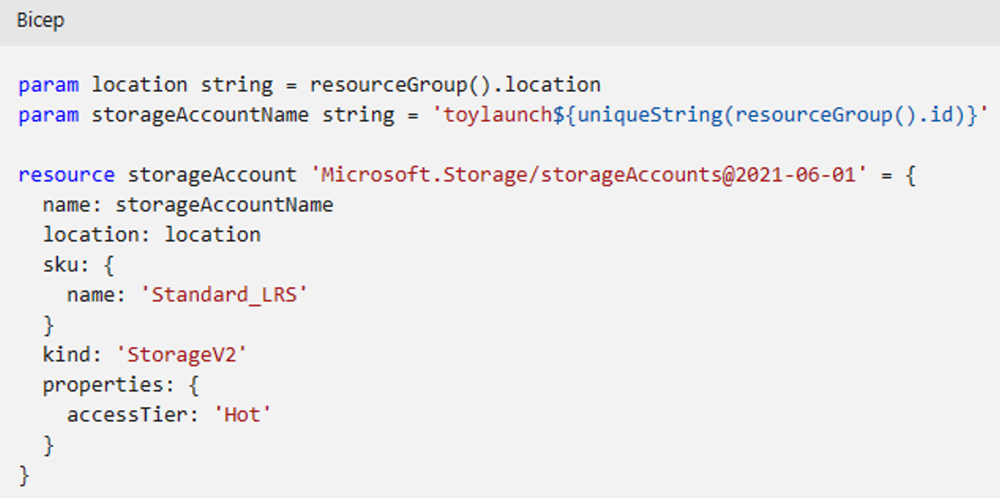 Bicep
param location string = resourceGroup().location
param storageAccountName string = 'toylaunch${uniqueString(resourceGroup().id)}'
resource storageAccount 'Microsoft.Storage/storageAccounts@2021-06-01' = {
  name: storageAccountName
  location: location
  sku: {
    name: 'Standard_LRS'
  }
  kind: 'StorageV2'
  properties: {
    accessTier: 'Hot'
  }
}